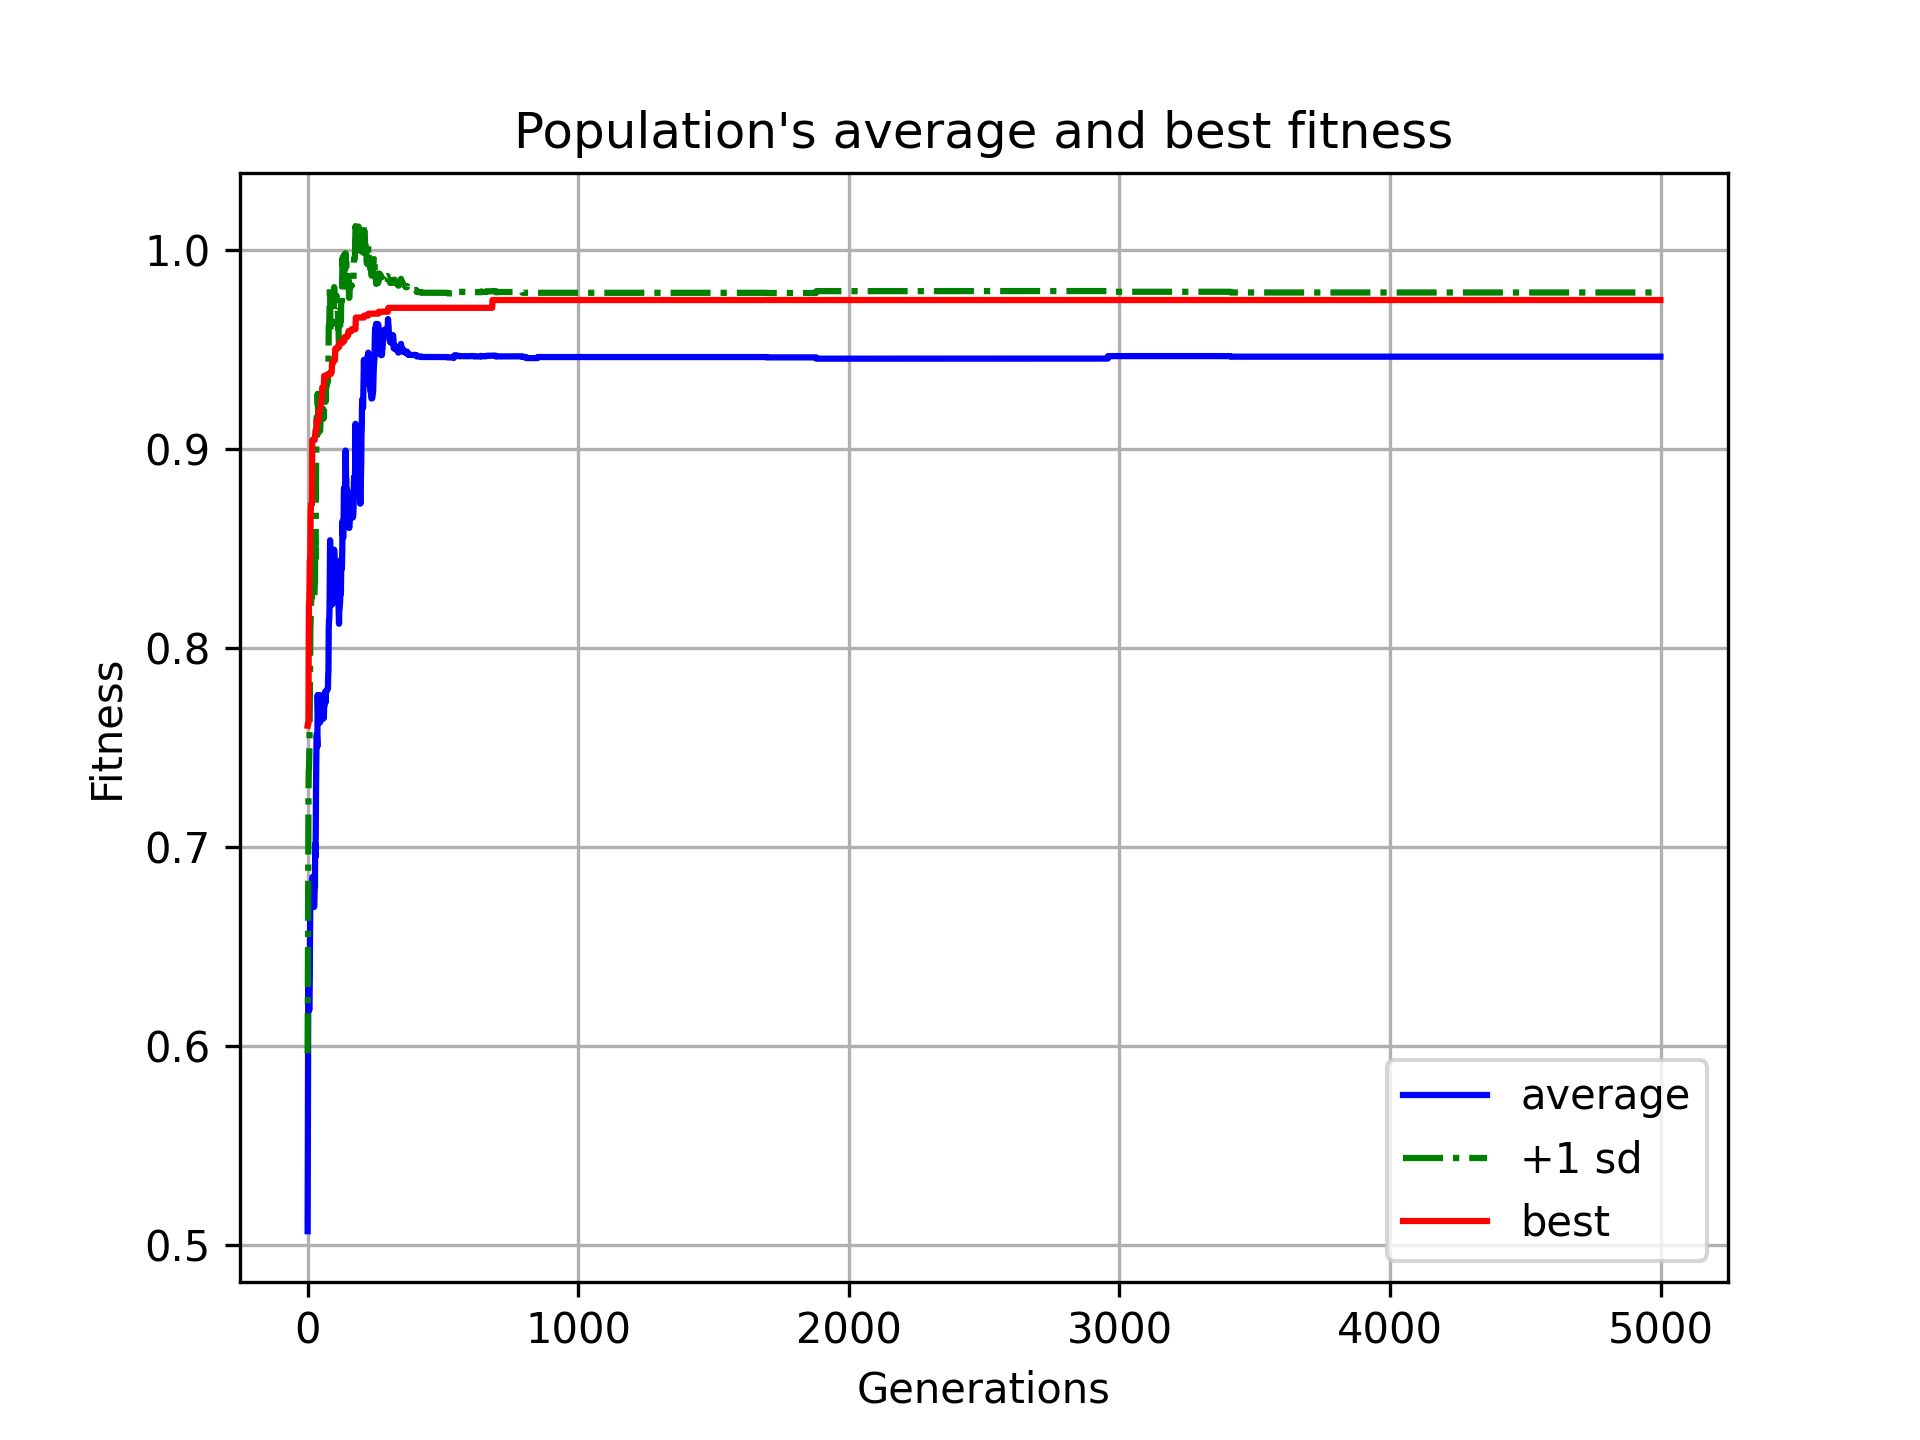 Population's average and best fitness
1.0
0.9
0.8
0.7
0.6
0.5
Fitness
0 1000 2000 3000 4000 5000
Generations
average
+1 sd
best